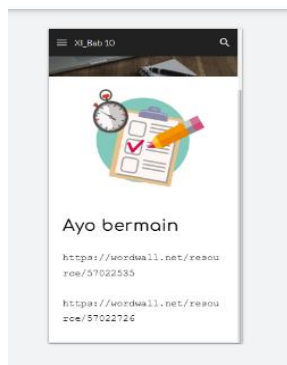 XI_Bab 10
Ayo bermain
https://wordwall.net/resou
rce/57022535
https://wordwall.net/resou
rce/57022726